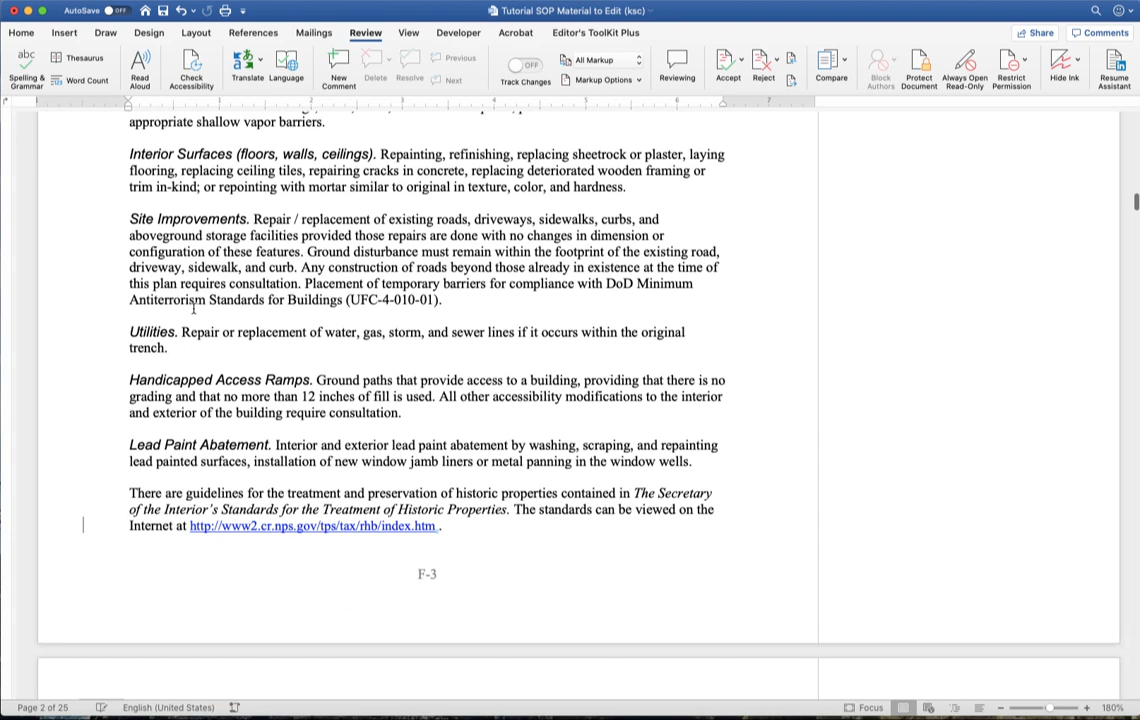 AutoSave OFF
Tutorial SOP Material to Edit (ksc)
Home Insert Draw Design Layout References Mailings Review View Developer Acrobat Editor's ToolKit Plus Share Comments
abc Spelling & Grammar
Thesaurus
Word Count
Read Aloud
Check Accessibility
Translate
Language
New Comment
Delete
Resolve
Previous
Next
OFF
Track Changes
All Markup
Markup Options
Reviewing
Accept
Reject
Compare
Block Authors
Protect Document
Always Open Read-Only
Restrict Permission
Hide Ink
Resume Assistant
appropriate shallow vapor barriers.
Interior Surfaces (floors, walls, ceilings). Repainting, refinishing, replacing sheetrock or plaster, laying
flooring, replacing ceiling tiles, repairing cracks in concrete, replacing deteriorated wooden framing or
trim in-kind; or repointing with mortar similar to original in texture, color, and hardness.
Site Improvements. Repair / replacement of existing roads, driveways, sidewalks, curbs, and
aboveground storage facilities provided those repairs are done with no changes in dimension or
configuration of these features. Ground disturbance must remain within the footprint of the existing road,
driveway, sidewalk, and curb. Any construction of roads beyond those already in existence at the time of
this plan requires consultation. Placement of temporary barriers for compliance with DoD Minimum
Antiterrorism Standards for Buildings (UFC-4-010-01).
Utilities. Repair or replacement of water, gas, storm, and sewer lines if it occurs within the original
trench.
Handicapped Access Ramps. Ground paths that provide access to a building, providing that there is no
grading and that no more than 12 inches of fill is used. All other accessibility modifications to the interior
and exterior of the building require consultation.
Lead Paint Abatement. Interior and exterior lead paint abatement by washing, scraping, and repainting
lead painted surfaces, installation of new window jamb liners or metal panning in the window wells.
There are guidelines for the treatment and preservation of historic properties contained in The Secretary
of the Interior's Standards for the Treatment of Historic Properties. The standards can be viewed on the
Internet at http://www2.cr.nps.gov/tps/tax/rhb/index.htm .
F-3
Page 2 of 25 English (United States) Focus 180%